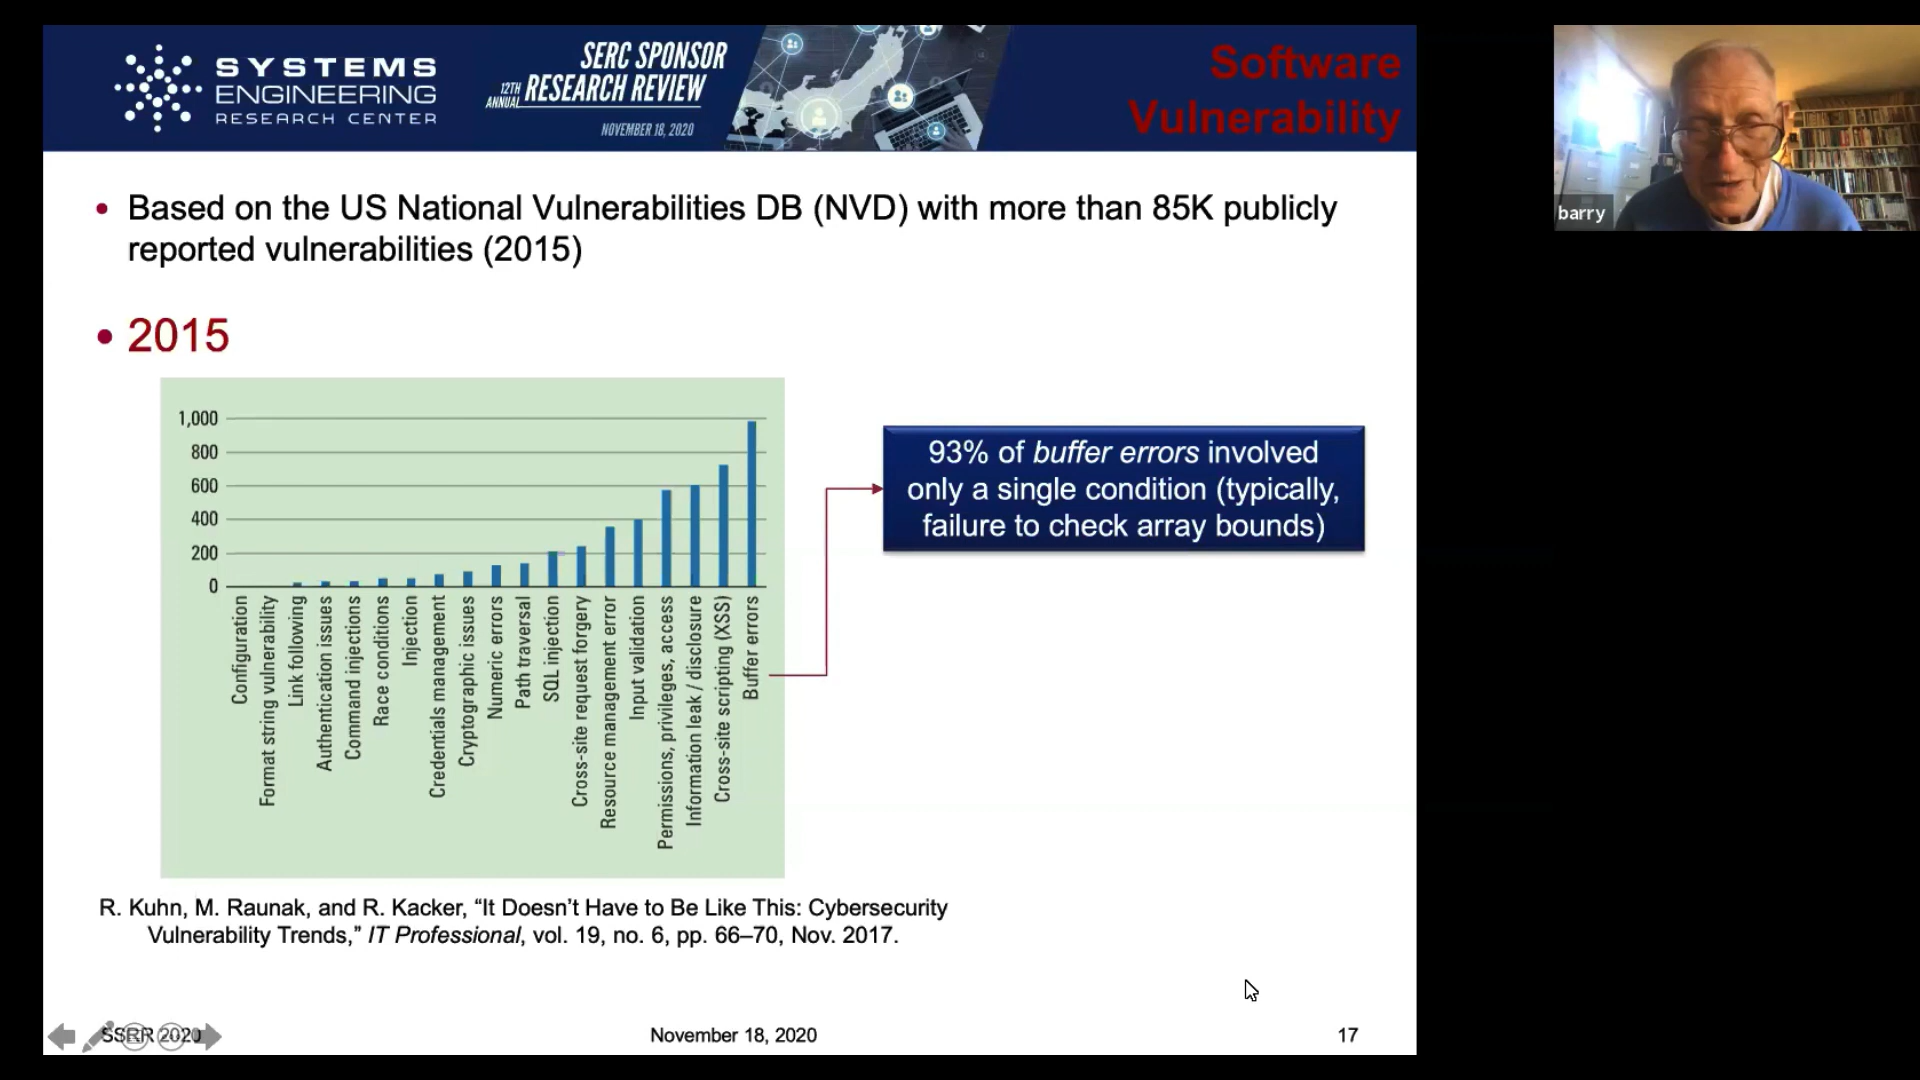 SYSTEMS
ENGINEERING
RESEARCH CENTER
SERC SPONSOR
12TH
ANNUAL
RESEARCH REVIEW
NOVEMBER 18, 2020
Software
Vulnerability
barry
• Based on the US National Vulnerabilities DB (NVD) with more than 85K publicly
reported vulnerabilities (2015)
• 2015
1,000
800
600
400
200
0
Configuration
Format string vulnerability
Link following
Authentication issues
Command injections
Race conditions
Injection
Credentials management
Cryptographic issues
Numeric errors
Path traversal
SQL injection
Cross-site request forgery
Resource management error
Input validation
Permissions, privileges, access
Information leak / disclosure
Cross-site scripting (XSS)
Buffer errors
93% of buffer errors involved
only a single condition (typically,
failure to check array bounds)
R. Kuhn, M. Raunak, and R. Kacker, “It Doesn’t Have to Be Like This: Cybersecurity
Vulnerability Trends,” IT Professional, vol. 19, no. 6, pp. 66–70, Nov. 2017.
SSRR 2020
November 18, 2020
17